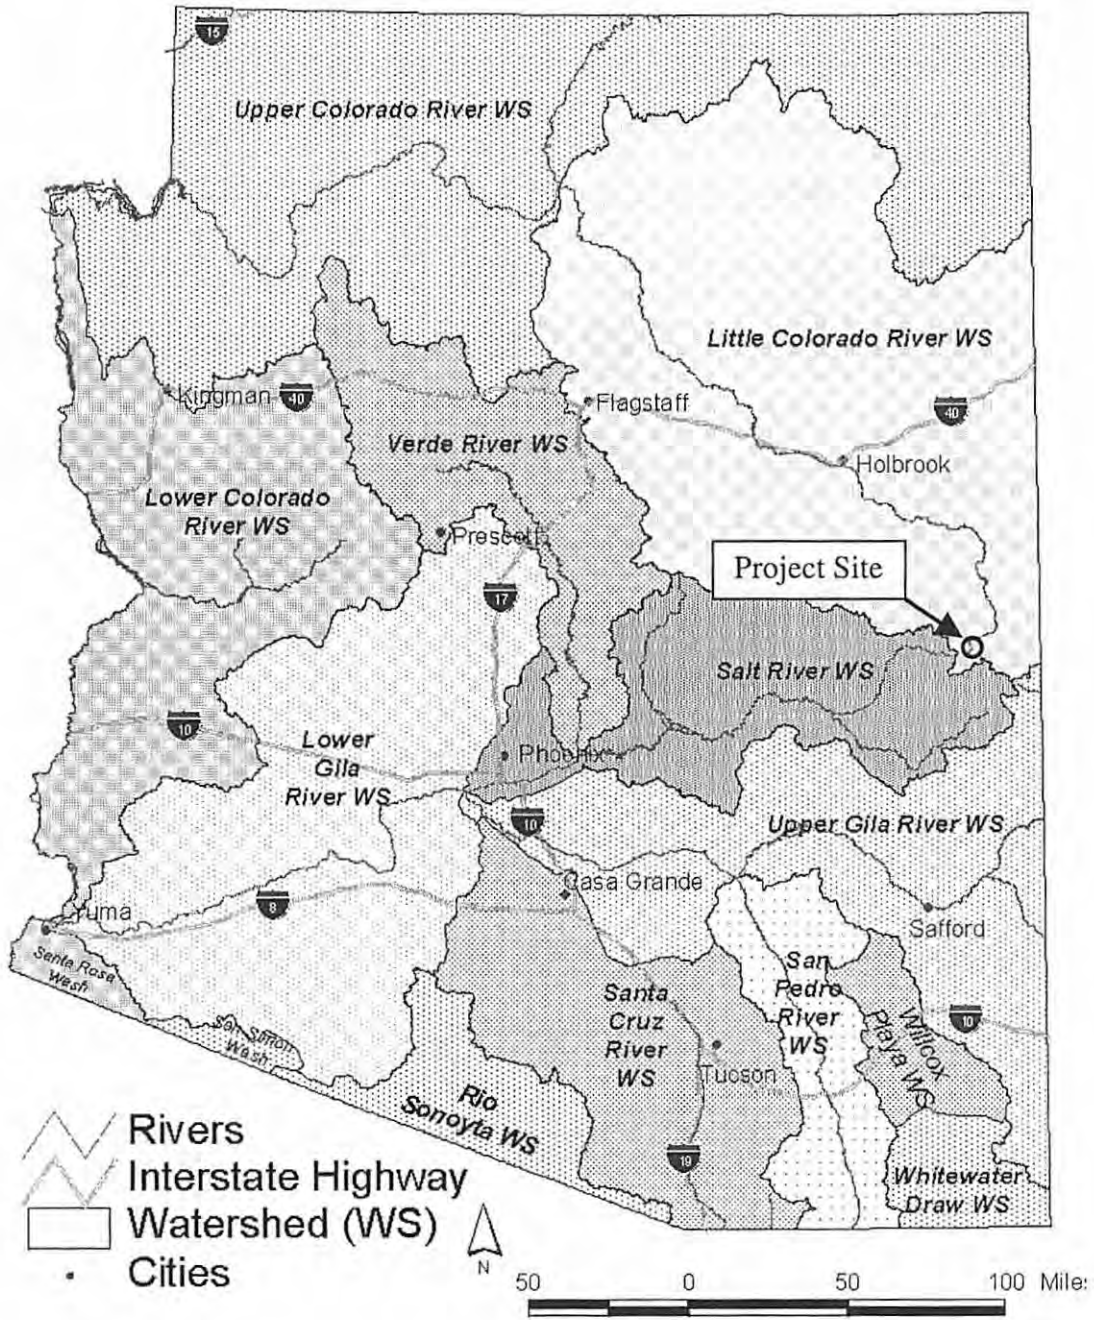 15
Upper Colorado River WS
Little Colorado River WS
Kingman
40
Flagstaff
40
Verde River WS
Holbrook
Lower Colorado
River WS
Prescott
Project Site
17
Salt River WS
10
Lower
Gila
River WS
Phoenix
10
Upper Gila River WS
Casa Grande
8
Yuma
Safford
Santa Rosa
Wash
San Simon
Wash
Santa
Cruz
River
WS
San
Pedro
River
WS
Willcox
Playa WS
10
Tucson
Rio
Sonoyta WS
19
Whitewater
Draw WS
Rivers
Interstate Highway
Watershed (WS)
Cities
N
50 0 50 100 Miles